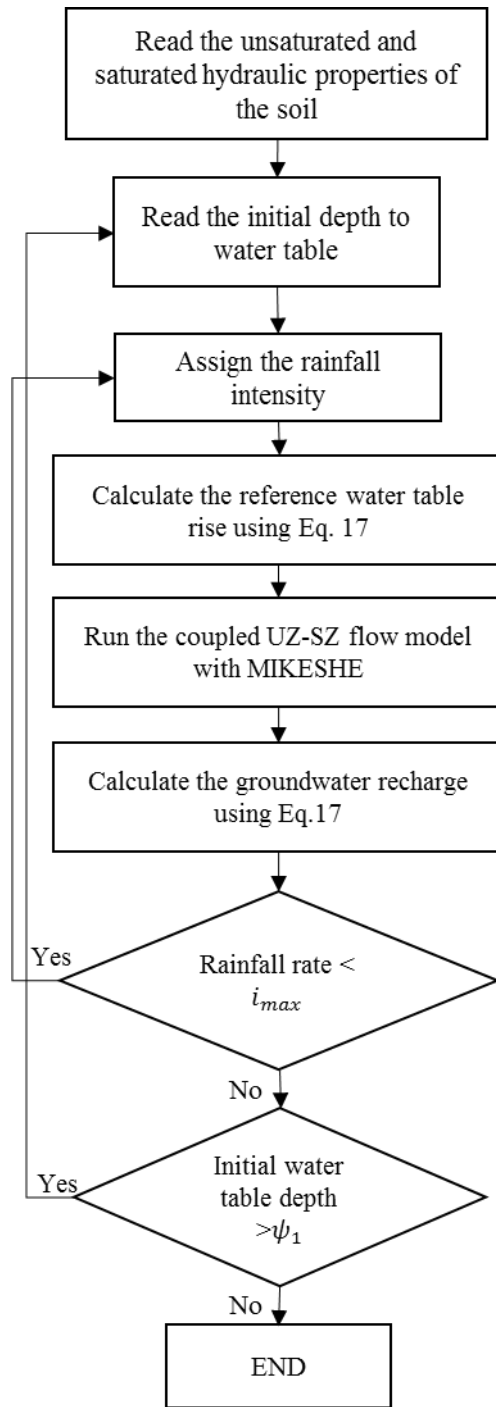 Read the unsaturated and
saturated hydraulic properties of
the soil
Read the initial depth to
water table
Assign the rainfall
intensity
Calculate the reference water table
rise using Eq. 17
Run the coupled UZ-SZ flow model
with MIKESHE
Calculate the groundwater recharge
using Eq.17
Yes
Rainfall rate <
i_{max}
No
Yes
Initial water
table depth
>ψ_1
No
END